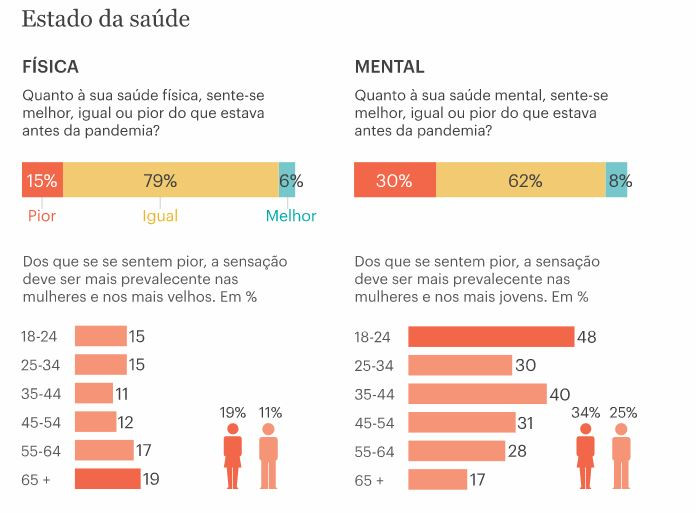 Estado da saúde
FÍSICA
Quanto à sua saúde física, sente-se
melhor, igual ou pior do que estava
antes da pandemia?
15% 79% 6%
Pior Igual Melhor
Dos que se se sentem pior, a sensação
deve ser mais prevalecente nas
mulheres e nos mais velhos. Em %
18-24 15
25-34 15
35-44 11
45-54 12
55-64 17
65 + 19
19% 11%
MENTAL
Quanto à sua saúde mental, sente-se
melhor, igual ou pior do que estava
antes da pandemia?
30% 62% 8%
Dos que se sentem pior, a sensação
deve ser mais prevalecente nas
mulheres e nos mais jovens. Em %
18-24 48
25-34 30
35-44 40
45-54 31
55-64 28
65 + 17
34% 25%